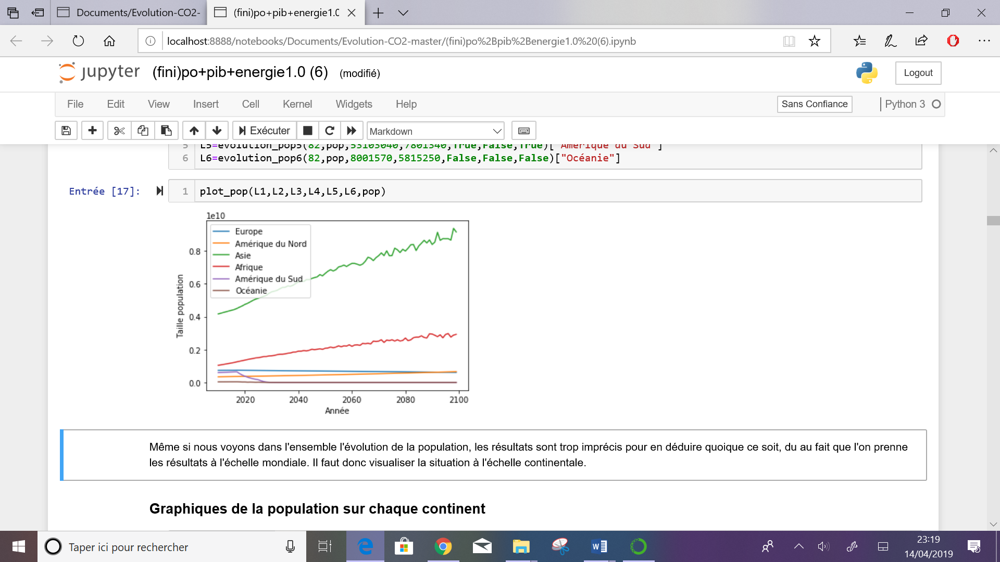 Documents/Evolution-CO2-
(fini)po+pib+energie1.0
localhost:8888/notebooks/Documents/Evolution-CO2-master/(fini)po%2Bpib%2Benergie1.0%20(6).ipynb
jupyter (fini)po+pib+energie1.0 (6) (modifié)
Logout
File Edit View Insert Cell Kernel Widgets Help
Sans Confiance
Python 3
Exécuter
Markdown
5 L5=evolution_pop5(82,pop,55105040,7801540,True,False,True)["Amérique du Sud"]
6 L6=evolution_pop6(82,pop,8001570,5815250,False,False,False)["Océanie"]
Entrée [17]:
1 plot_pop(L1,L2,L3,L4,L5,L6,pop)
1e10
Europe
Amérique du Nord
Asie
Afrique
Amérique du Sud
Océanie
0.8
0.6
0.4
0.2
0.0
Taille population
2020 2040 2060 2080 2100
Année
Même si nous voyons dans l'ensemble l'évolution de la population, les résultats sont trop imprécis pour en déduire quoique ce soit, du au fait que l'on prenne
les résultats à l'échelle mondiale. Il faut donc visualiser la situation à l'échelle continentale.
Graphiques de la population sur chaque continent
Taper ici pour rechercher
23:19
14/04/2019